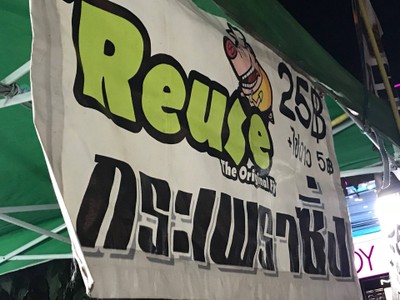 Reuse
25฿
+ไข่ดาว 5฿
The Original
กระเพราซิ่ง